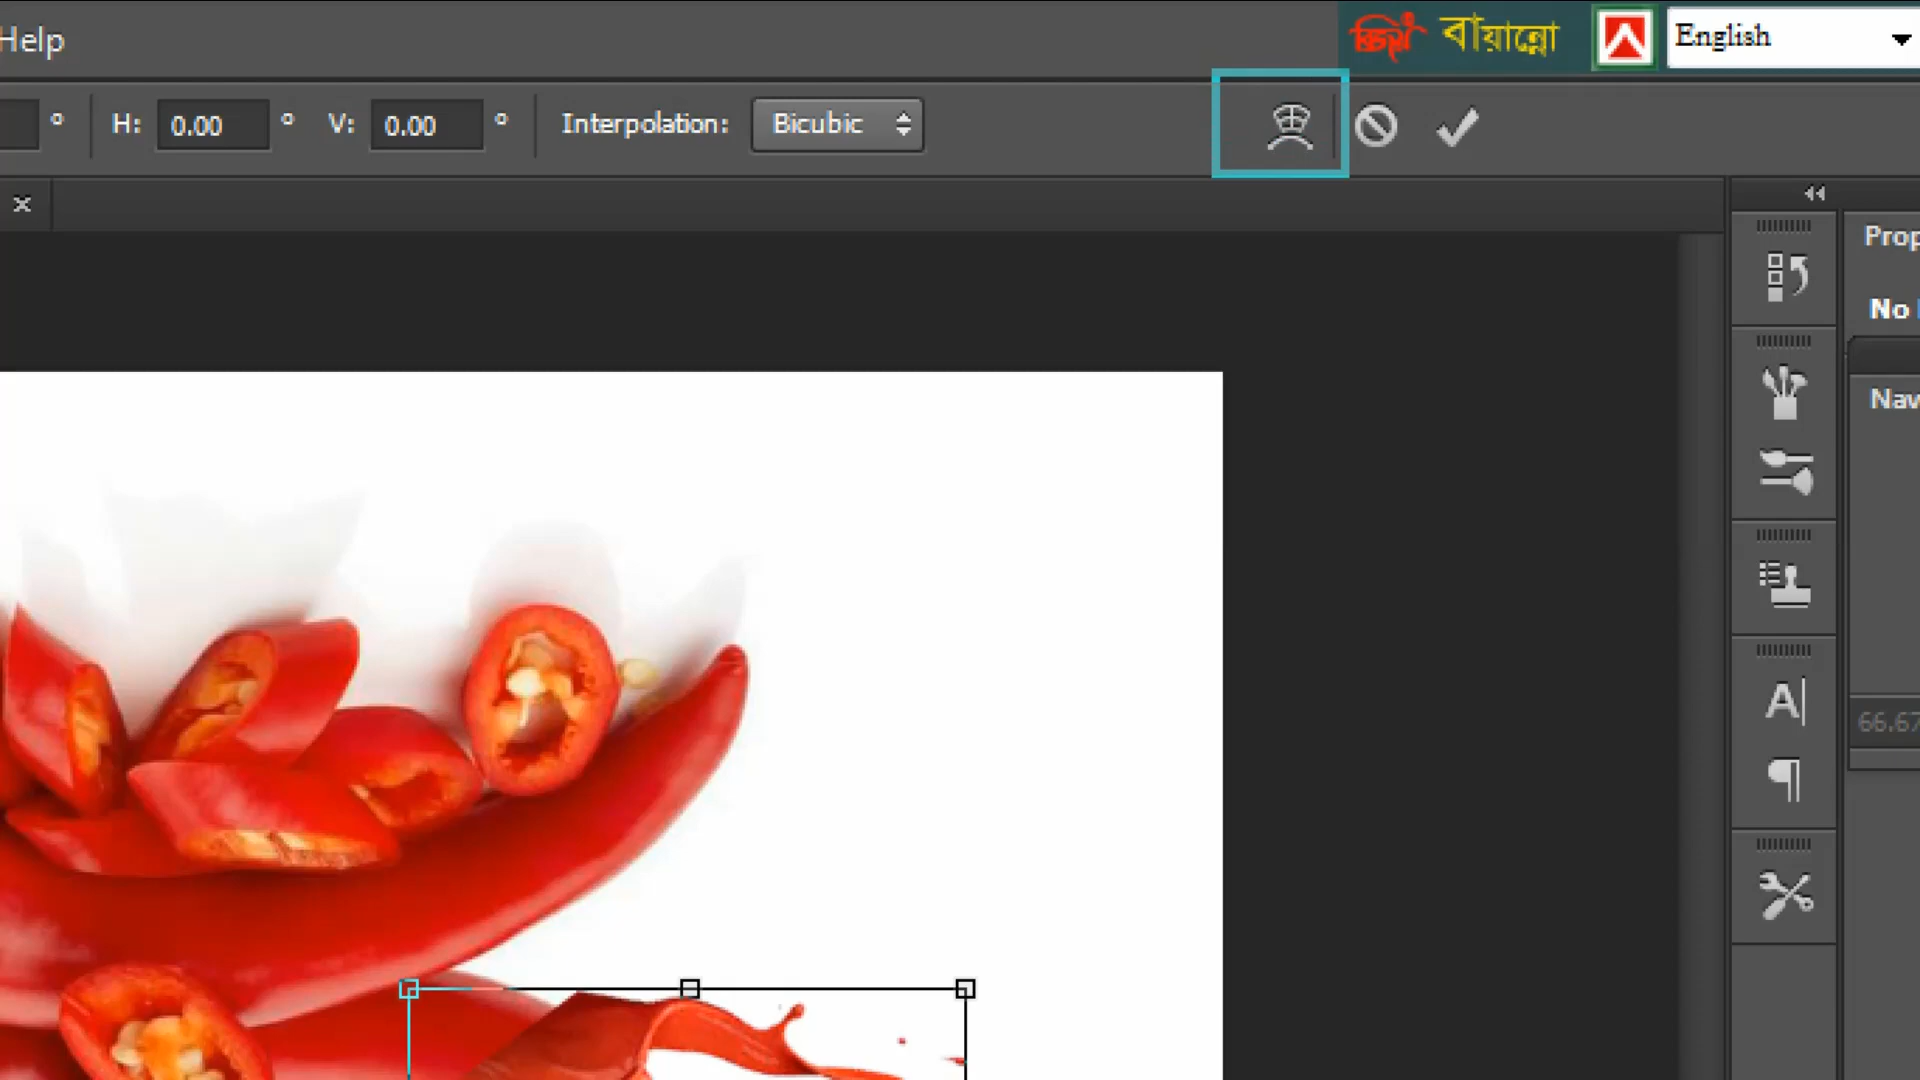 Help
বায়ান্নো
English
° H: 0.00 ° V: 0.00 ° Interpolation: Bicubic
Prop
No
Nav
66.67